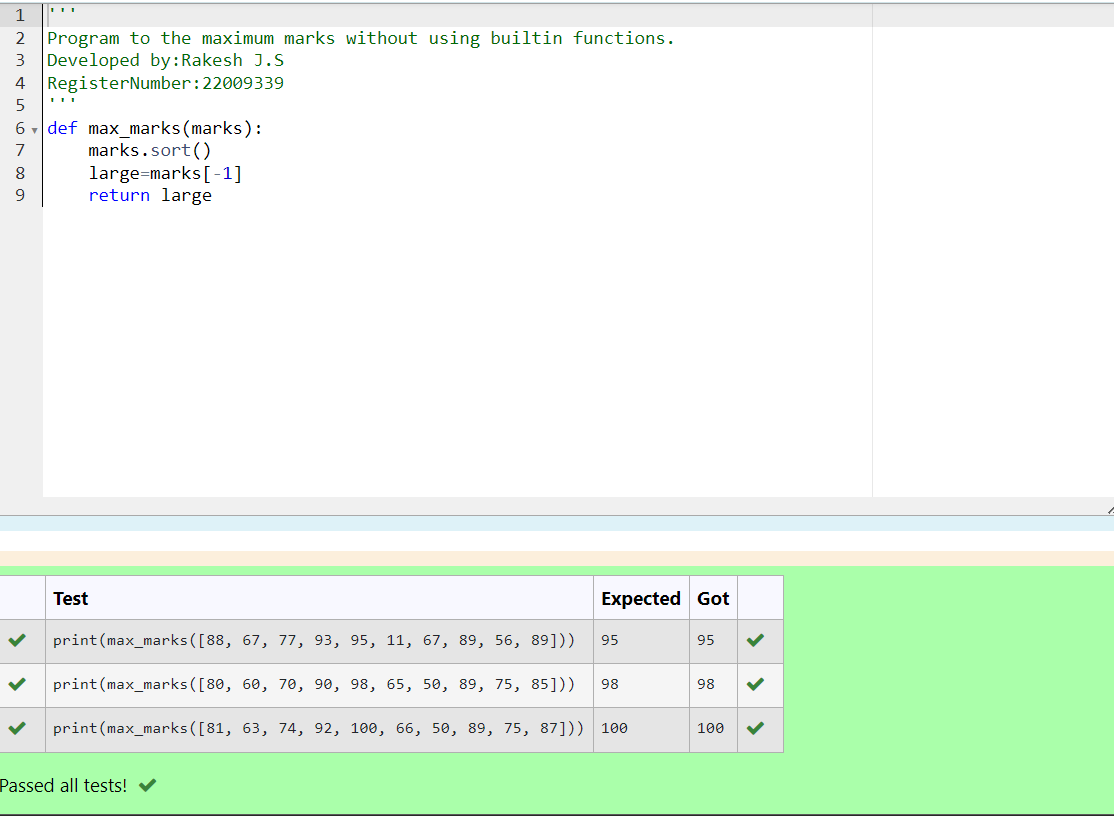 1 '''
2 Program to the maximum marks without using builtin functions.
3 Developed by:Rakesh J.S
4 RegisterNumber:22009339
5 '''
6 def max_marks(marks):
7     marks.sort()
8     large=marks[-1]
9     return large
Test Expected Got
print(max_marks([88, 67, 77, 93, 95, 11, 67, 89, 56, 89])) 95 95
print(max_marks([80, 60, 70, 90, 98, 65, 50, 89, 75, 85])) 98 98
print(max_marks([81, 63, 74, 92, 100, 66, 50, 89, 75, 87])) 100 100
Passed all tests!